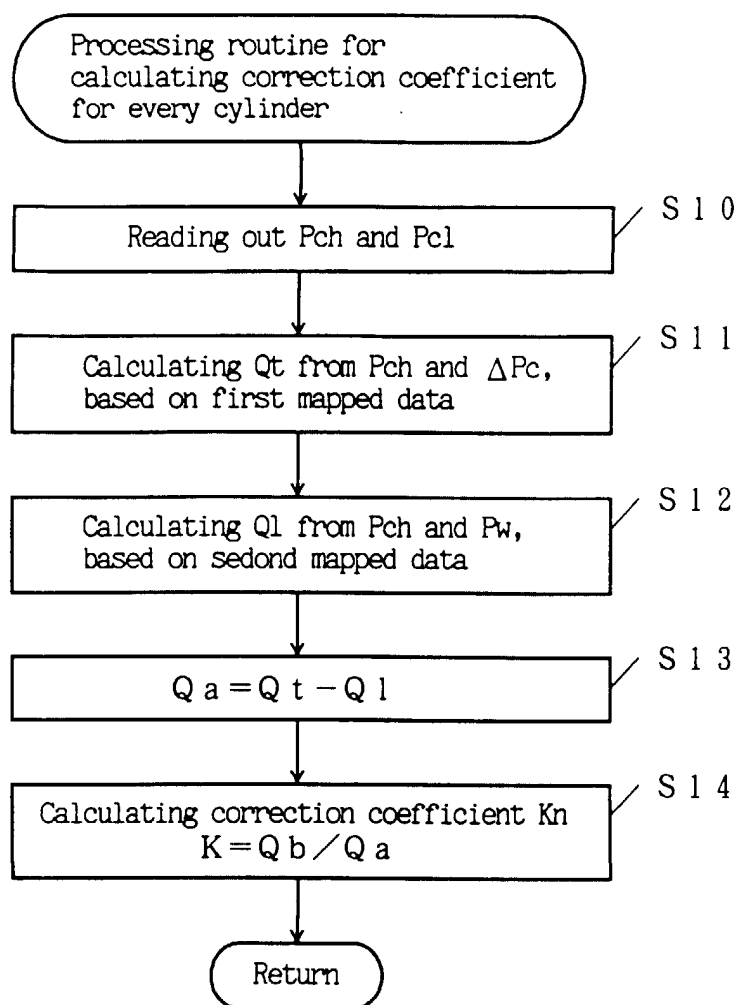 Processing routine for
calculating correction coefficient
for every cylinder
Reading out Pch and Pcl
S10
Calculating Qt from Pch and ΔPc,
based on first mapped data
S11
Calculating Ql from Pch and Pw,
based on sedond mapped data
S12
Qa=Qt-Ql
S13
Calculating correction coefficient Kn
K=Qb/Qa
S14
Return